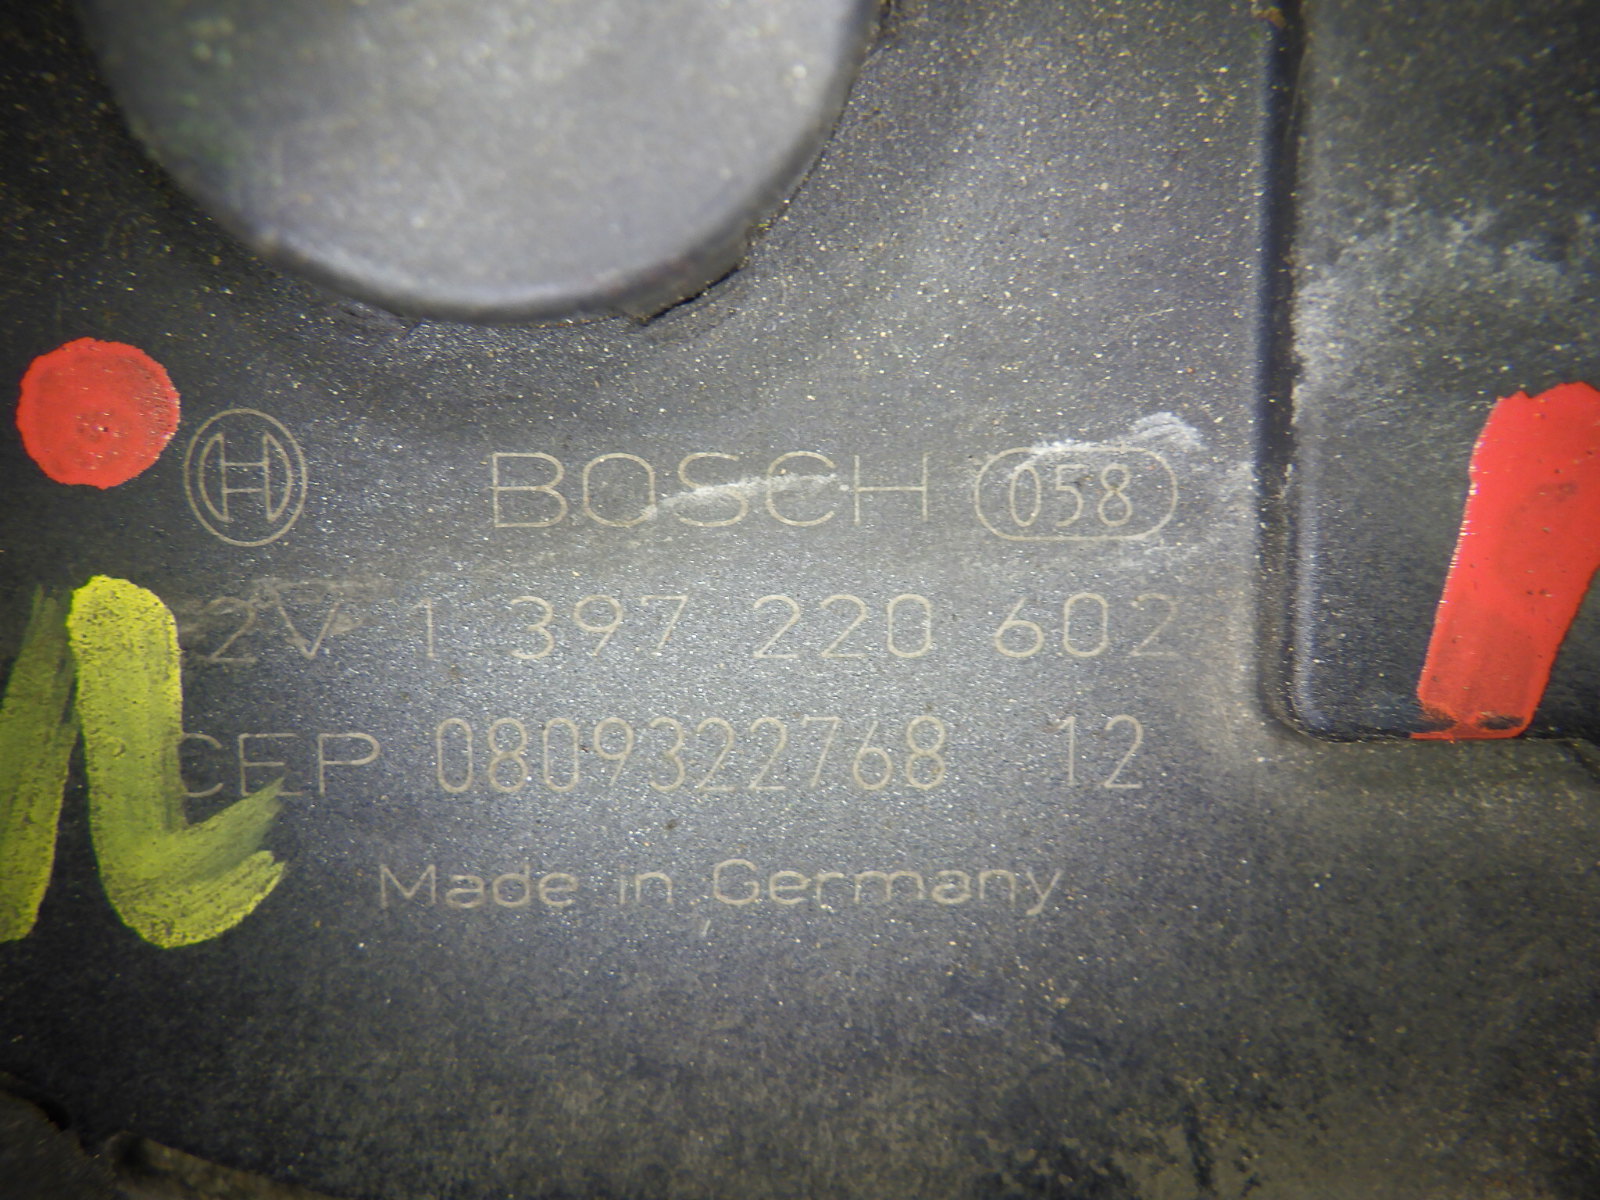 BOSCH 058
2V 1 397 220 602
CEP 0809322768 12
Made in Germany